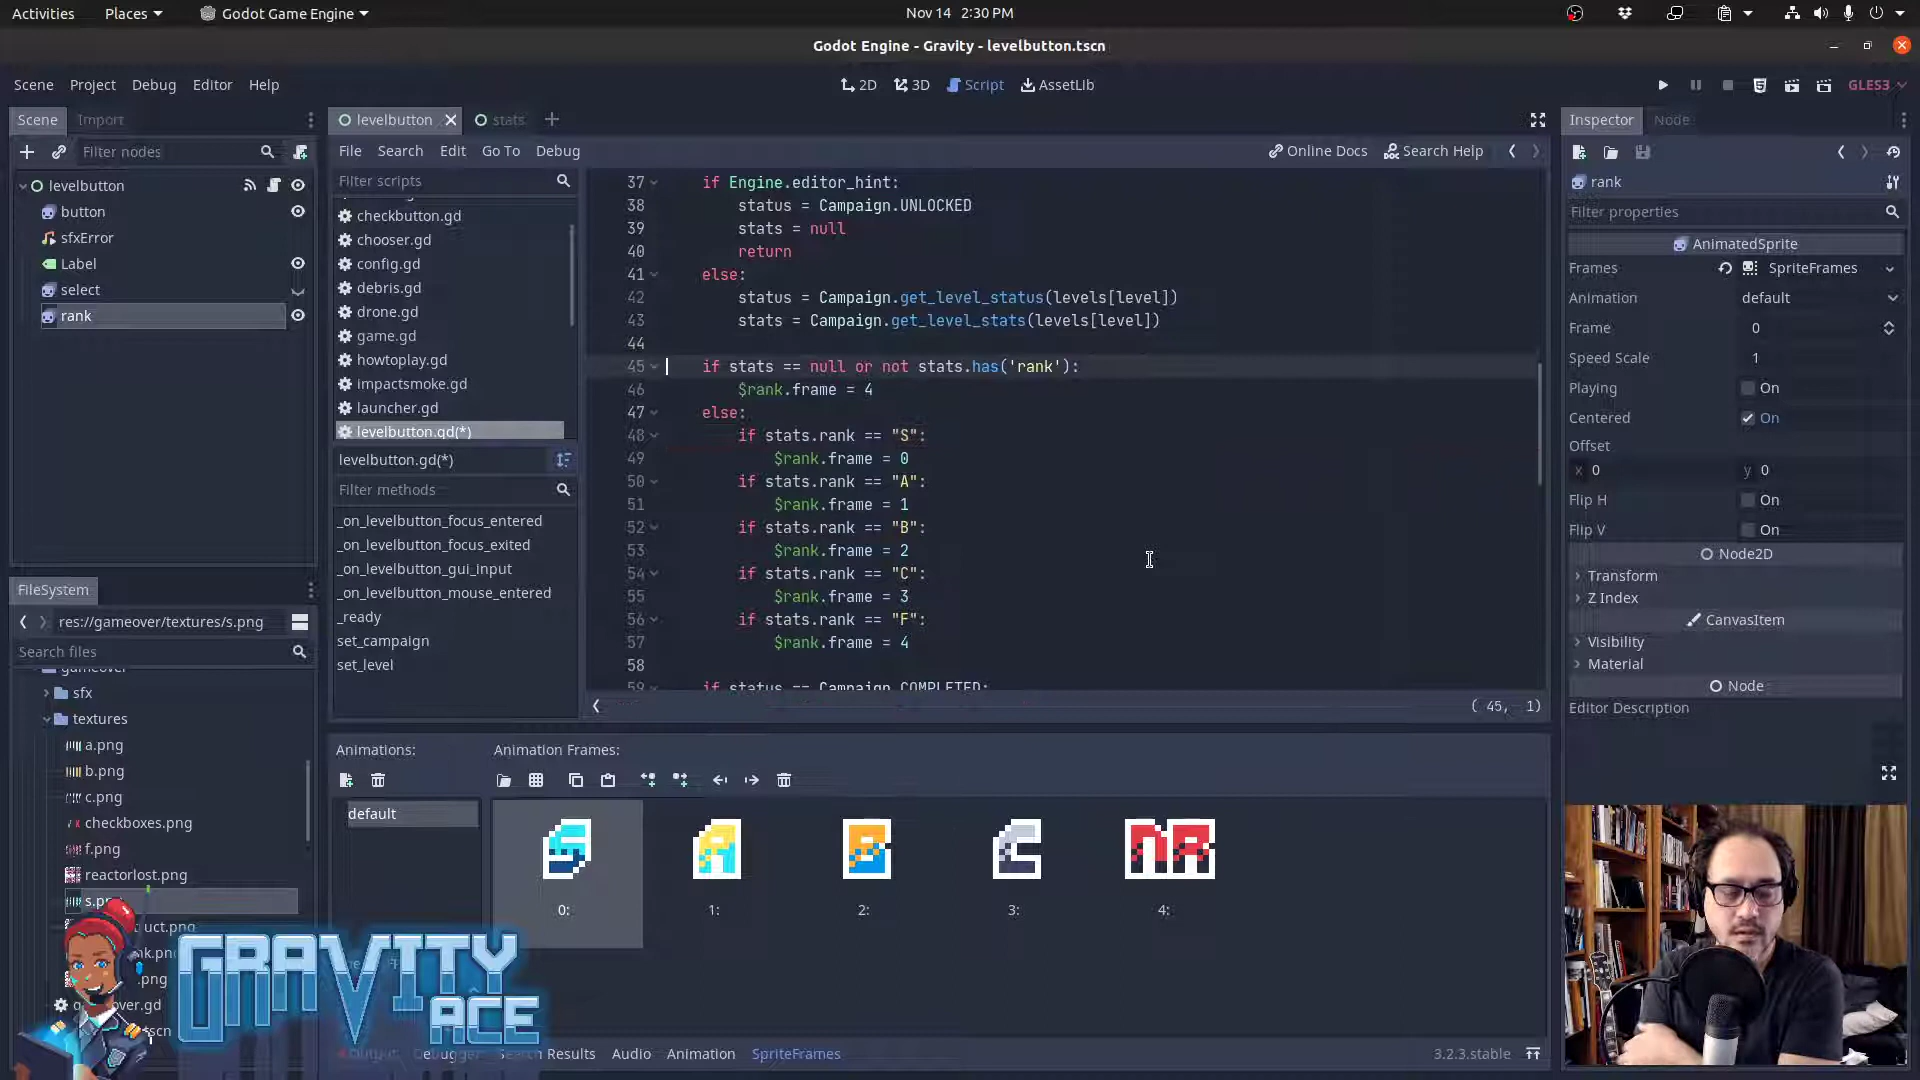 Activities Places Godot Game Engine
Nov 14 2:30 PM
Godot Engine - Gravity - levelbutton.tscn
Scene Project Debug Editor Help
2D 3D Script AssetLib
GLES3
Scene Import
Filter nodes
levelbutton
button
sfxError
Label
select
rank
FileSystem
res://gameover/textures/s.png
Search files
gameover
sfx
textures
a.png
b.png
c.png
checkboxes.png
f.png
reactorlost.png
levelbutton stats
File Search Edit Go To Debug
Online Docs Search Help
Filter scripts
checkbutton.gd
chooser.gd
config.gd
debris.gd
drone.gd
game.gd
howtoplay.gd
impactsmoke.gd
launcher.gd
levelbutton.gd(*)
levelbutton.gd(*)
Filter methods
_on_levelbutton_focus_entered
_on_levelbutton_focus_exited
_on_levelbutton_gui_input
_on_levelbutton_mouse_entered
_ready
set_campaign
set_level
37 if Engine.editor_hint:
38 status = Campaign.UNLOCKED
39 stats = null
40 return
41 else:
42 status = Campaign.get_level_status(levels[level])
43 stats = Campaign.get_level_stats(levels[level])
44
45 if stats == null or not stats.has('rank'):
46 $rank.frame = 4
47 else:
48 if stats.rank == "S":
49 $rank.frame = 0
50 if stats.rank == "A":
51 $rank.frame = 1
52 if stats.rank == "B":
53 $rank.frame = 2
54 if stats.rank == "C":
55 $rank.frame = 3
56 if stats.rank == "F":
57 $rank.frame = 4
58
59 if status == Campaign.COMPLETED:
( 45, 1)
Animations:
default
Animation Frames:
S A B C NR
0: 1: 2: 3: 4:
Search Results Audio Animation SpriteFrames
3.2.3.stable
Inspector Node
rank
Filter properties
AnimatedSprite
Frames SpriteFrames
Animation default
Frame 0
Speed Scale 1
Playing On
Centered On
Offset
x 0 y 0
Flip H On
Flip V On
Node2D
Transform
Z Index
CanvasItem
Visibility
Material
Node
Editor Description
GRAVITY
ACE